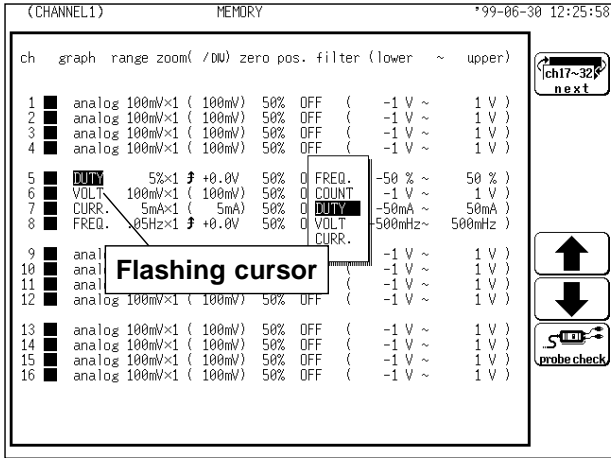 (CHANNEL1) MEMORY '99-06-30 12:25:58
ch graph range zoom( /DIV) zero pos. filter (lower ~ upper)
ch17~32
next
1 analog 100mV×1 ( 100mV) 50% OFF ( -1 V ~ 1 V )
2 analog 100mV×1 ( 100mV) 50% OFF ( -1 V ~ 1 V )
3 analog 100mV×1 ( 100mV) 50% OFF ( -1 V ~ 1 V )
4 analog 100mV×1 ( 100mV) 50% OFF ( -1 V ~ 1 V )
5 DUTY 5%×1 +0.0V 50% O FREQ. -50 % ~ 50 % )
6 VOLT 100mV×1 ( 100mV) 50% O COUNT -1 V ~ 1 V )
7 CURR. 5mA×1 ( 5mA) 50% O DUTY -50mA ~ 50mA )
8 FREQ. .05Hz×1 +0.0V 50% O VOLT -500mHz~ 500mHz )
CURR.
9 anal -1 V ~ 1 V )
10 anal Flashing cursor -1 V ~ 1 V )
11 anal -1 V ~ 1 V )
12 analog 100mV×1 ( 100mV) 50% OFF ( -1 V ~ 1 V )
13 analog 100mV×1 ( 100mV) 50% OFF ( -1 V ~ 1 V )
14 analog 100mV×1 ( 100mV) 50% OFF ( -1 V ~ 1 V )
15 analog 100mV×1 ( 100mV) 50% OFF ( -1 V ~ 1 V )
16 analog 100mV×1 ( 100mV) 50% OFF ( -1 V ~ 1 V )
probe check